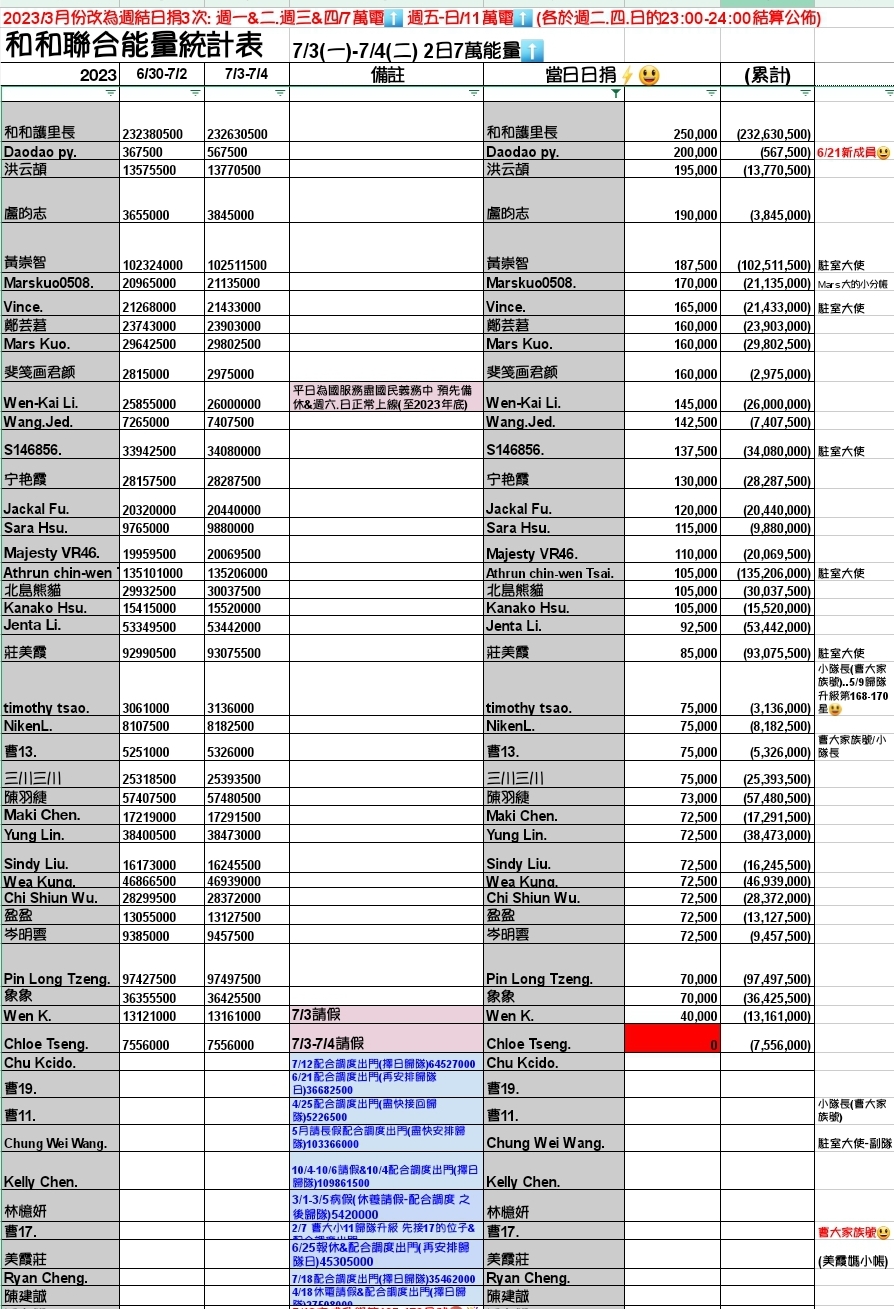 2023/3月份改為週結日捐3次: 週一&二.週三&四/7萬電⬆️ 週五-日/11萬電⬆️ (各於週二.四.日的23:00-24:00結算公佈)
和和聯合能量統計表 7/3(一)-7/4(二) 2日7萬能量⬆️
2023 6/30-7/2 7/3-7/4 備註 當日日捐⚡😃 (累計)
和和護里長 232380500 232630500 和和護里長 250,000 (232,630,500)
Daodao py. 367500 567500 Daodao py. 200,000 (567,500) 6/21新成員😃
洪云頡 13575500 13770500 洪云頡 195,000 (13,770,500)
盧昀志 3655000 3845000 盧昀志 190,000 (3,845,000)
黃崇智 102324000 102511500 黃崇智 187,500 (102,511,500) 駐室大使
Marskuo0508. 20965000 21135000 Marskuo0508. 170,000 (21,135,000) Mars大的小分帳
Vince. 21268000 21433000 Vince. 165,000 (21,433,000) 駐室大使
鄭芸莙 23743000 23903000 鄭芸莙 160,000 (23,903,000)
Mars Kuo. 29642500 29802500 Mars Kuo. 160,000 (29,802,500)
斐笺画君颜 2815000 2975000 斐笺画君颜 160,000 (2,975,000)
平日為國服務盡國民義務中 預先備
Wen-Kai Li. 25855000 26000000 休&週六.日正常上線(至2023年底) Wen-Kai Li. 145,000 (26,000,000)
Wang.Jed. 7265000 7407500 Wang.Jed. 142,500 (7,407,500)
S146856. 33942500 34080000 S146856. 137,500 (34,080,000) 駐室大使
宁艳霞 28157500 28287500 宁艳霞 130,000 (28,287,500)
Jackal Fu. 20320000 20440000 Jackal Fu. 120,000 (20,440,000)
Sara Hsu. 9765000 9880000 Sara Hsu. 115,000 (9,880,000)
Majesty VR46. 19959500 20069500 Majesty VR46. 110,000 (20,069,500)
Athrun chin-wen 135101000 135206000 Athrun chin-wen Tsai. 105,000 (135,206,000) 駐室大使
北島熊貓 29932500 30037500 北島熊貓 105,000 (30,037,500)
Kanako Hsu. 15415000 15520000 Kanako Hsu. 105,000 (15,520,000)
Jenta Li. 53349500 53442000 Jenta Li. 92,500 (53,442,000)
莊美霞 92990500 93075500 莊美霞 85,000 (93,075,500) 駐室大使
小隊長(曹大家
族號)..5/9歸隊
升級第168-170
timothy tsao. 3061000 3136000 timothy tsao. 75,000 (3,136,000) 星😃
NikenL. 8107500 8182500 NikenL. 75,000 (8,182,500)
曹13. 5251000 5326000 曹13. 75,000 (5,326,000) 曹大家族號/小
隊長
三川三川 25318500 25393500 三川三川 75,000 (25,393,500)
陳羽緁 57407500 57480500 陳羽緁 73,000 (57,480,500)
Maki Chen. 17219000 17291500 Maki Chen. 72,500 (17,291,500)
Yung Lin. 38400500 38473000 Yung Lin. 72,500 (38,473,000)
Sindy Liu. 16173000 16245500 Sindy Liu. 72,500 (16,245,500)
Wea Kung. 46866500 46939000 Wea Kung. 72,500 (46,939,000)
Chi Shiun Wu. 28299500 28372000 Chi Shiun Wu. 72,500 (28,372,000)
盈盈 13055000 13127500 盈盈 72,500 (13,127,500)
岑明雲 9385000 9457500 岑明雲 72,500 (9,457,500)
Pin Long Tzeng. 97427500 97497500 Pin Long Tzeng. 70,000 (97,497,500)
象象 36355500 36425500 象象 70,000 (36,425,500)
Wen K. 13121000 13161000 7/3請假 Wen K. 40,000 (13,161,000)
Chloe Tseng. 7556000 7556000 7/3-7/4請假 Chloe Tseng. 0 (7,556,000)
Chu Kcido. 7/12配合調度出門(擇日歸隊)64527000 Chu Kcido.
6/21配合調度出門(再安排歸隊
曹19. 日)36682500 曹19.
4/25配合調度出門(盡快接回歸 小隊長(曹大家
曹11. 隊)5226500 曹11. 族號)
5月請長假配合調度出門(盡快安排歸
Chung Wei Wang. 隊)103366000 Chung Wei Wang. 駐室大使-副隊
10/4-10/6請假&10/4配合調度出門(擇日
Kelly Chen. 歸隊)109861500 Kelly Chen.
3/1-3/5病假(休養請假-配合調度 之
林檍妍 後歸隊)5420000 林檍妍
曹17. 2/7 曹大小11歸隊升級 先接17的位子& 曹17. 曹大家族號😃
6/25報休&配合調度出門(再安排歸
美霞莊 隊日)45305000 美霞莊 (美霞媽小帳)
Ryan Cheng. 7/18配合調度出門(擇日歸隊)35462000 Ryan Cheng.
陳建誠 4/18休電請假&配合調度出門(擇日歸 陳建誠